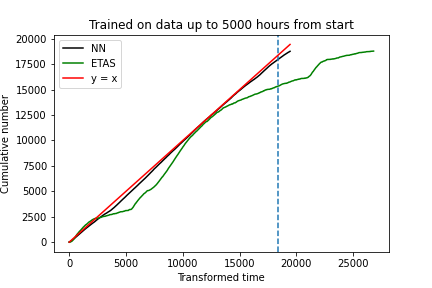 Trained on data up to 5000 hours from start
20000
17500
15000
12500
10000
7500
5000
2500
0
Cumulative number
NN
ETAS
y = x
0
5000
10000
15000
20000
25000
Transformed time